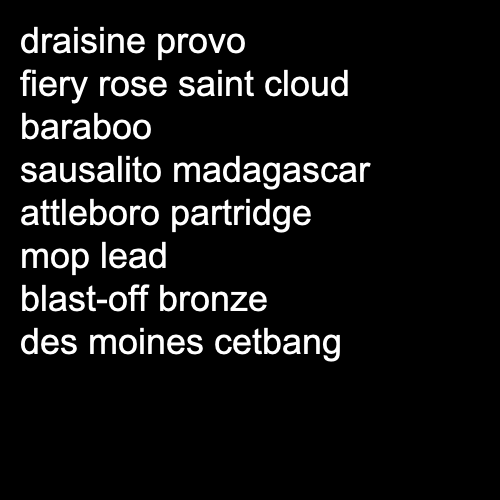 draisine provo
fiery rose saint cloud
baraboo
sausalito madagascar
attleboro partridge
mop lead
blast-off bronze
des moines cetbang